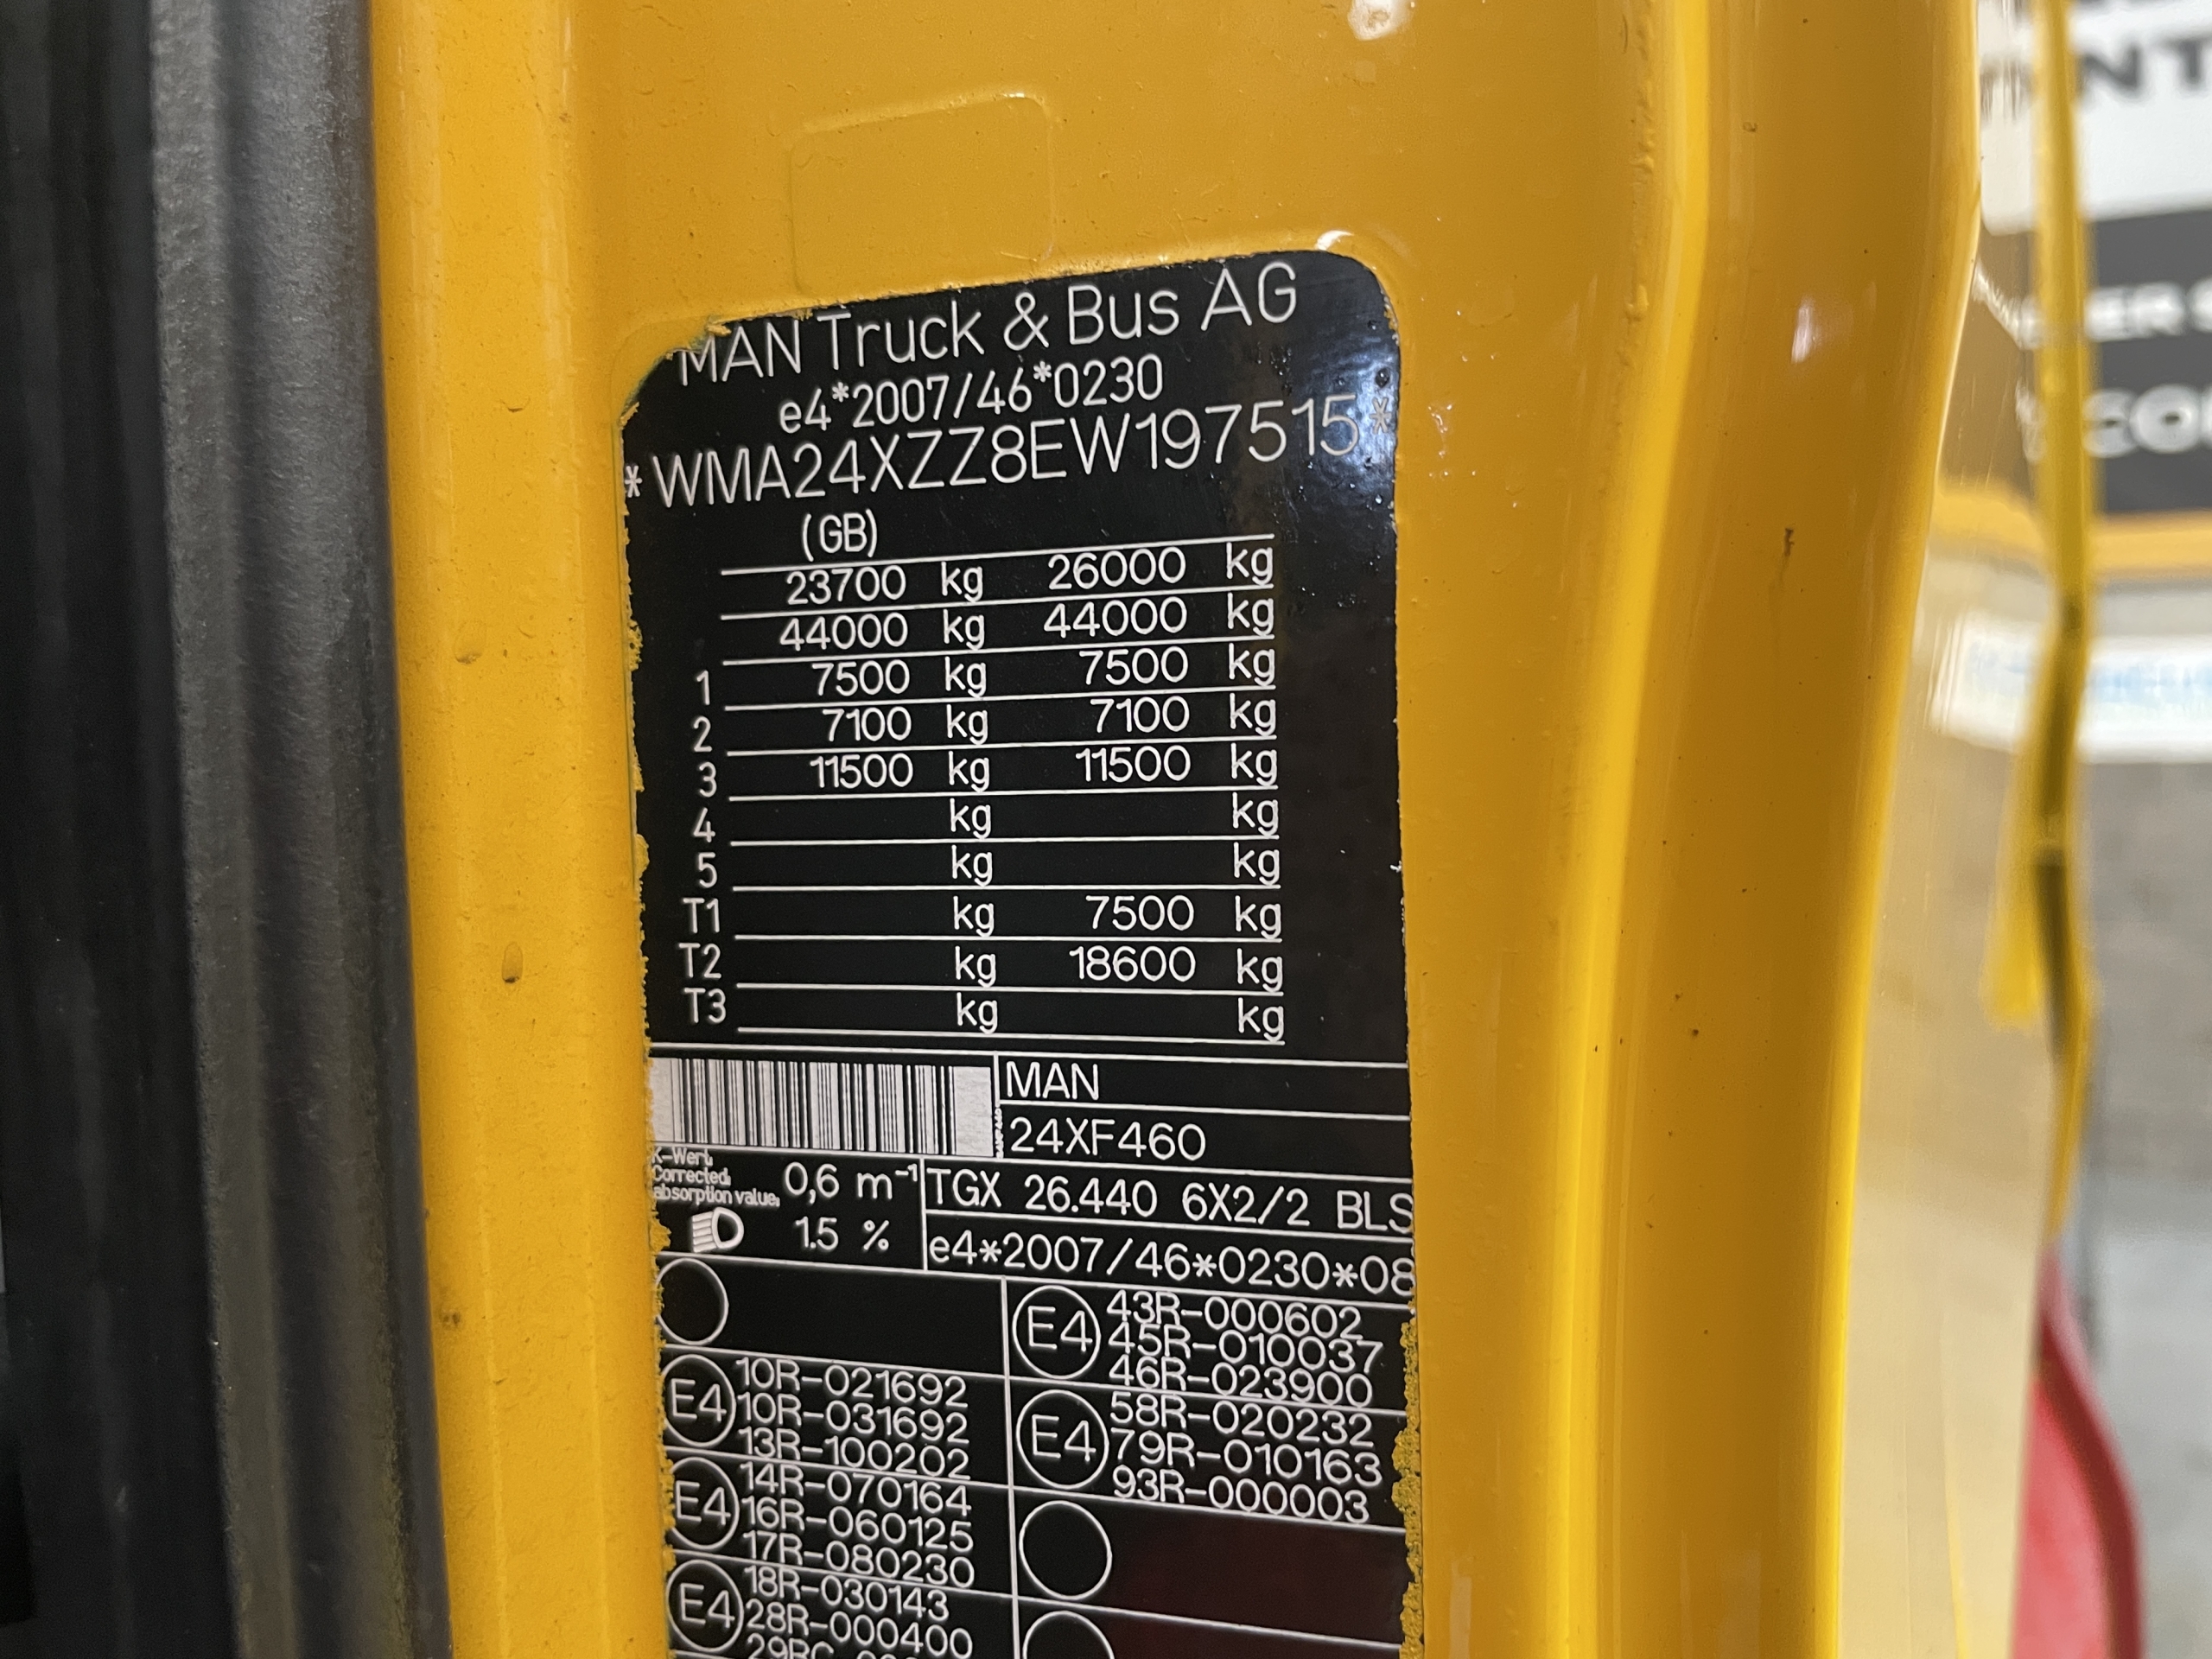 MAN Truck & Bus AG
e4*2007/46*0230
*WMA24XZZ8EW197515*
(GB)
23700 kg 26000 kg
44000 kg 44000 kg
1 7500 kg 7500 kg
2 7100 kg 7100 kg
3 11500 kg 11500 kg
4 kg kg
5 kg kg
T1 kg 7500 kg
T2 kg 18600 kg
T3 kg kg
MAN
24XF460
K-Wert,
Corrected,
absorption value,
0,6 m⁻¹
1.5 %
TGX 26.440 6X2/2 BLS
e4*2007/46*0230*08
E4
10R-021692
10R-031692
13R-100202
E4
14R-070164
16R-060125
17R-080230
E4
18R-030143
28R-000400
E4
43R-000602
45R-010037
46R-023900
E4
58R-020232
79R-010163
93R-000003